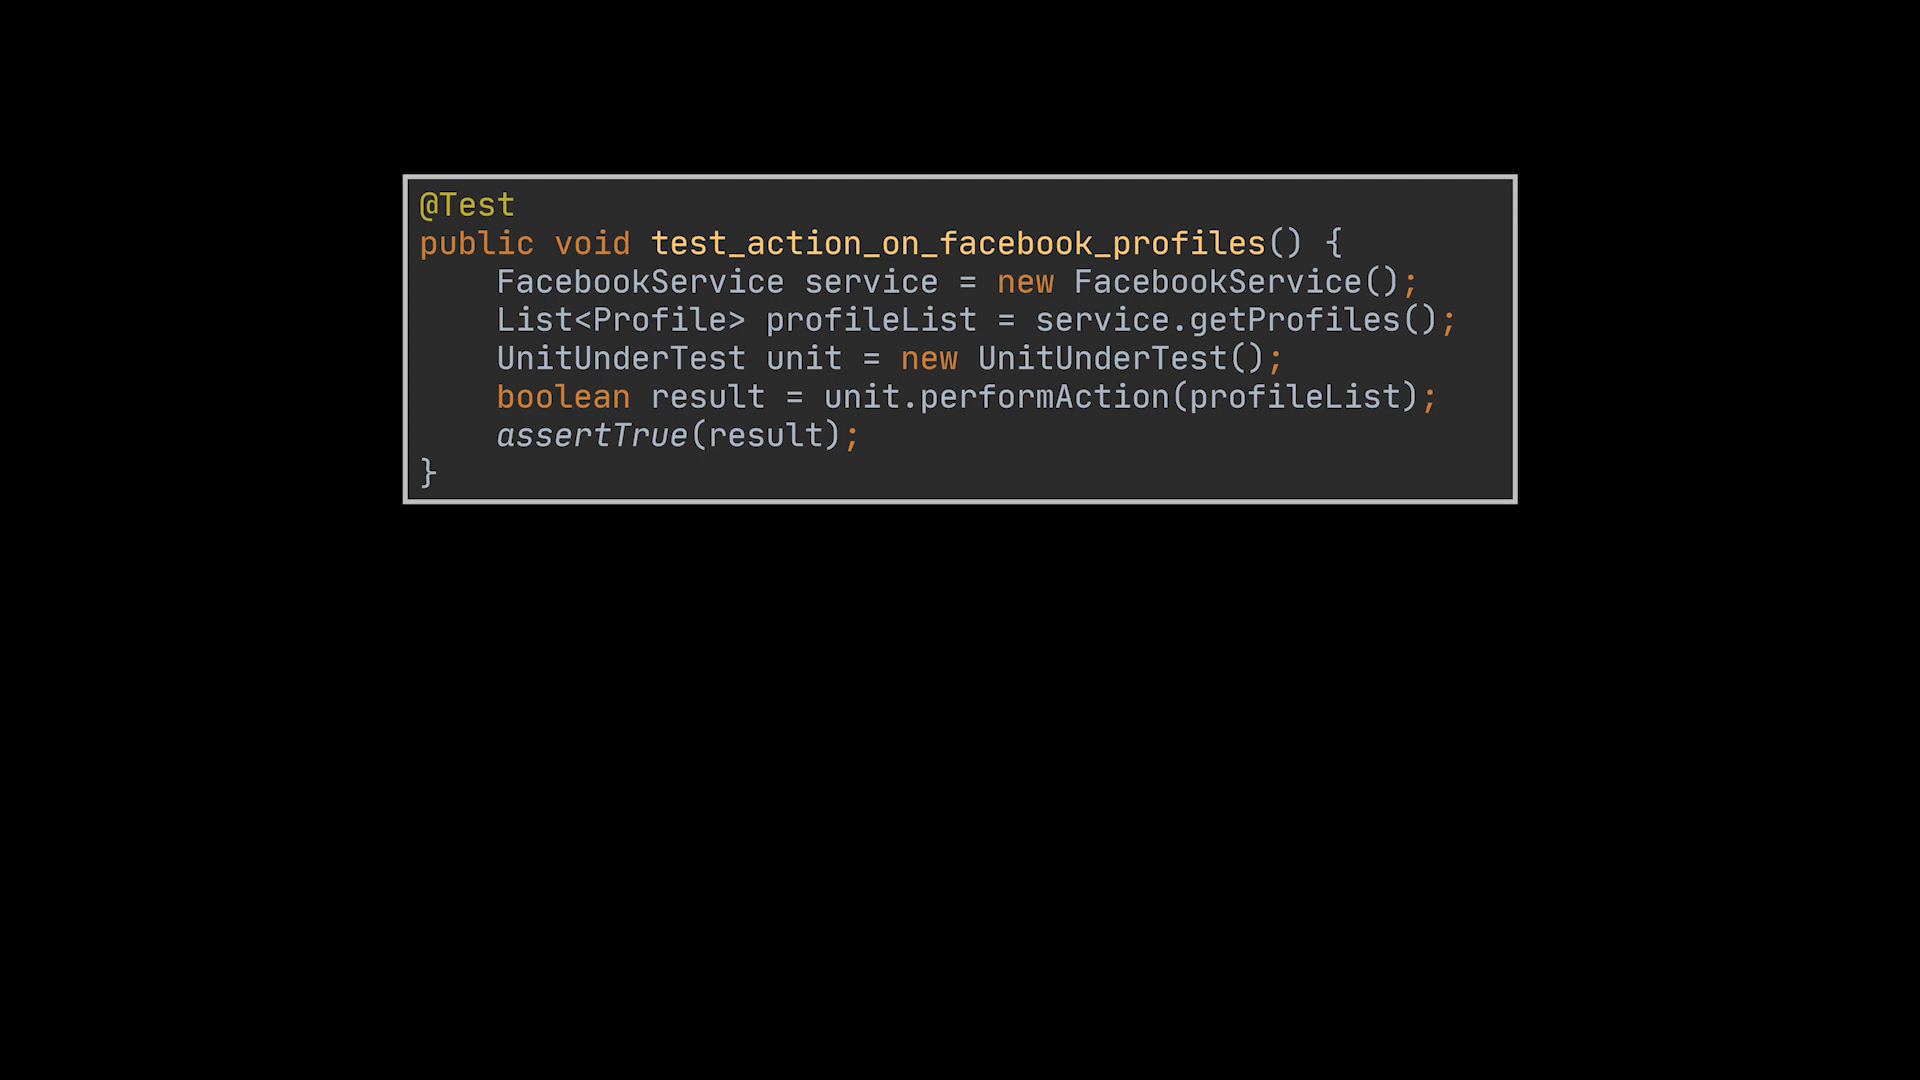 @Test
public void test_action_on_facebook_profiles() {
    FacebookService service = new FacebookService();
    List<Profile> profileList = service.getProfiles();
    UnitUnderTest unit = new UnitUnderTest();
    boolean result = unit.performAction(profileList);
    assertTrue(result);
}